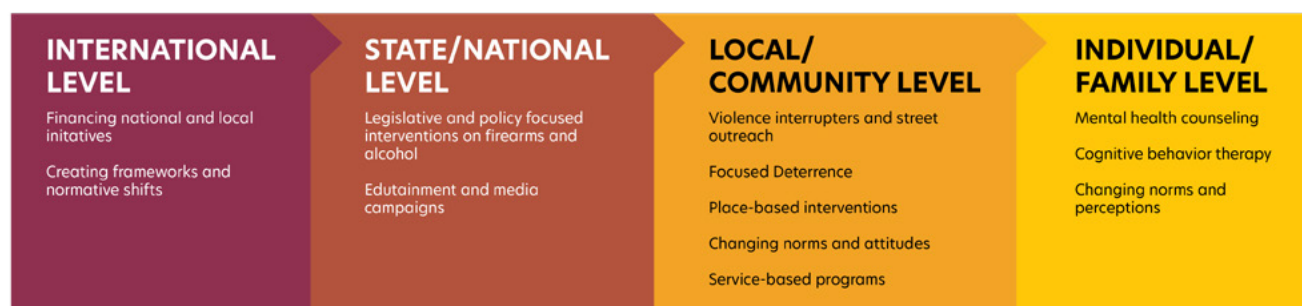 INTERNATIONAL
LEVEL
Financing national and local
initatives
Creating frameworks and
normative shifts
STATE/NATIONAL
LEVEL
Legislative and policy focused
interventions on firearms and
alcohol
Edutainment and media
campaigns
LOCAL/
COMMUNITY LEVEL
Violence interrupters and street
outreach
Focused Deterrence
Place-based interventions
Changing norms and attitudes
Service-based programs
INDIVIDUAL/
FAMILY LEVEL
Mental health counseling
Cognitive behavior therapy
Changing norms and
perceptions